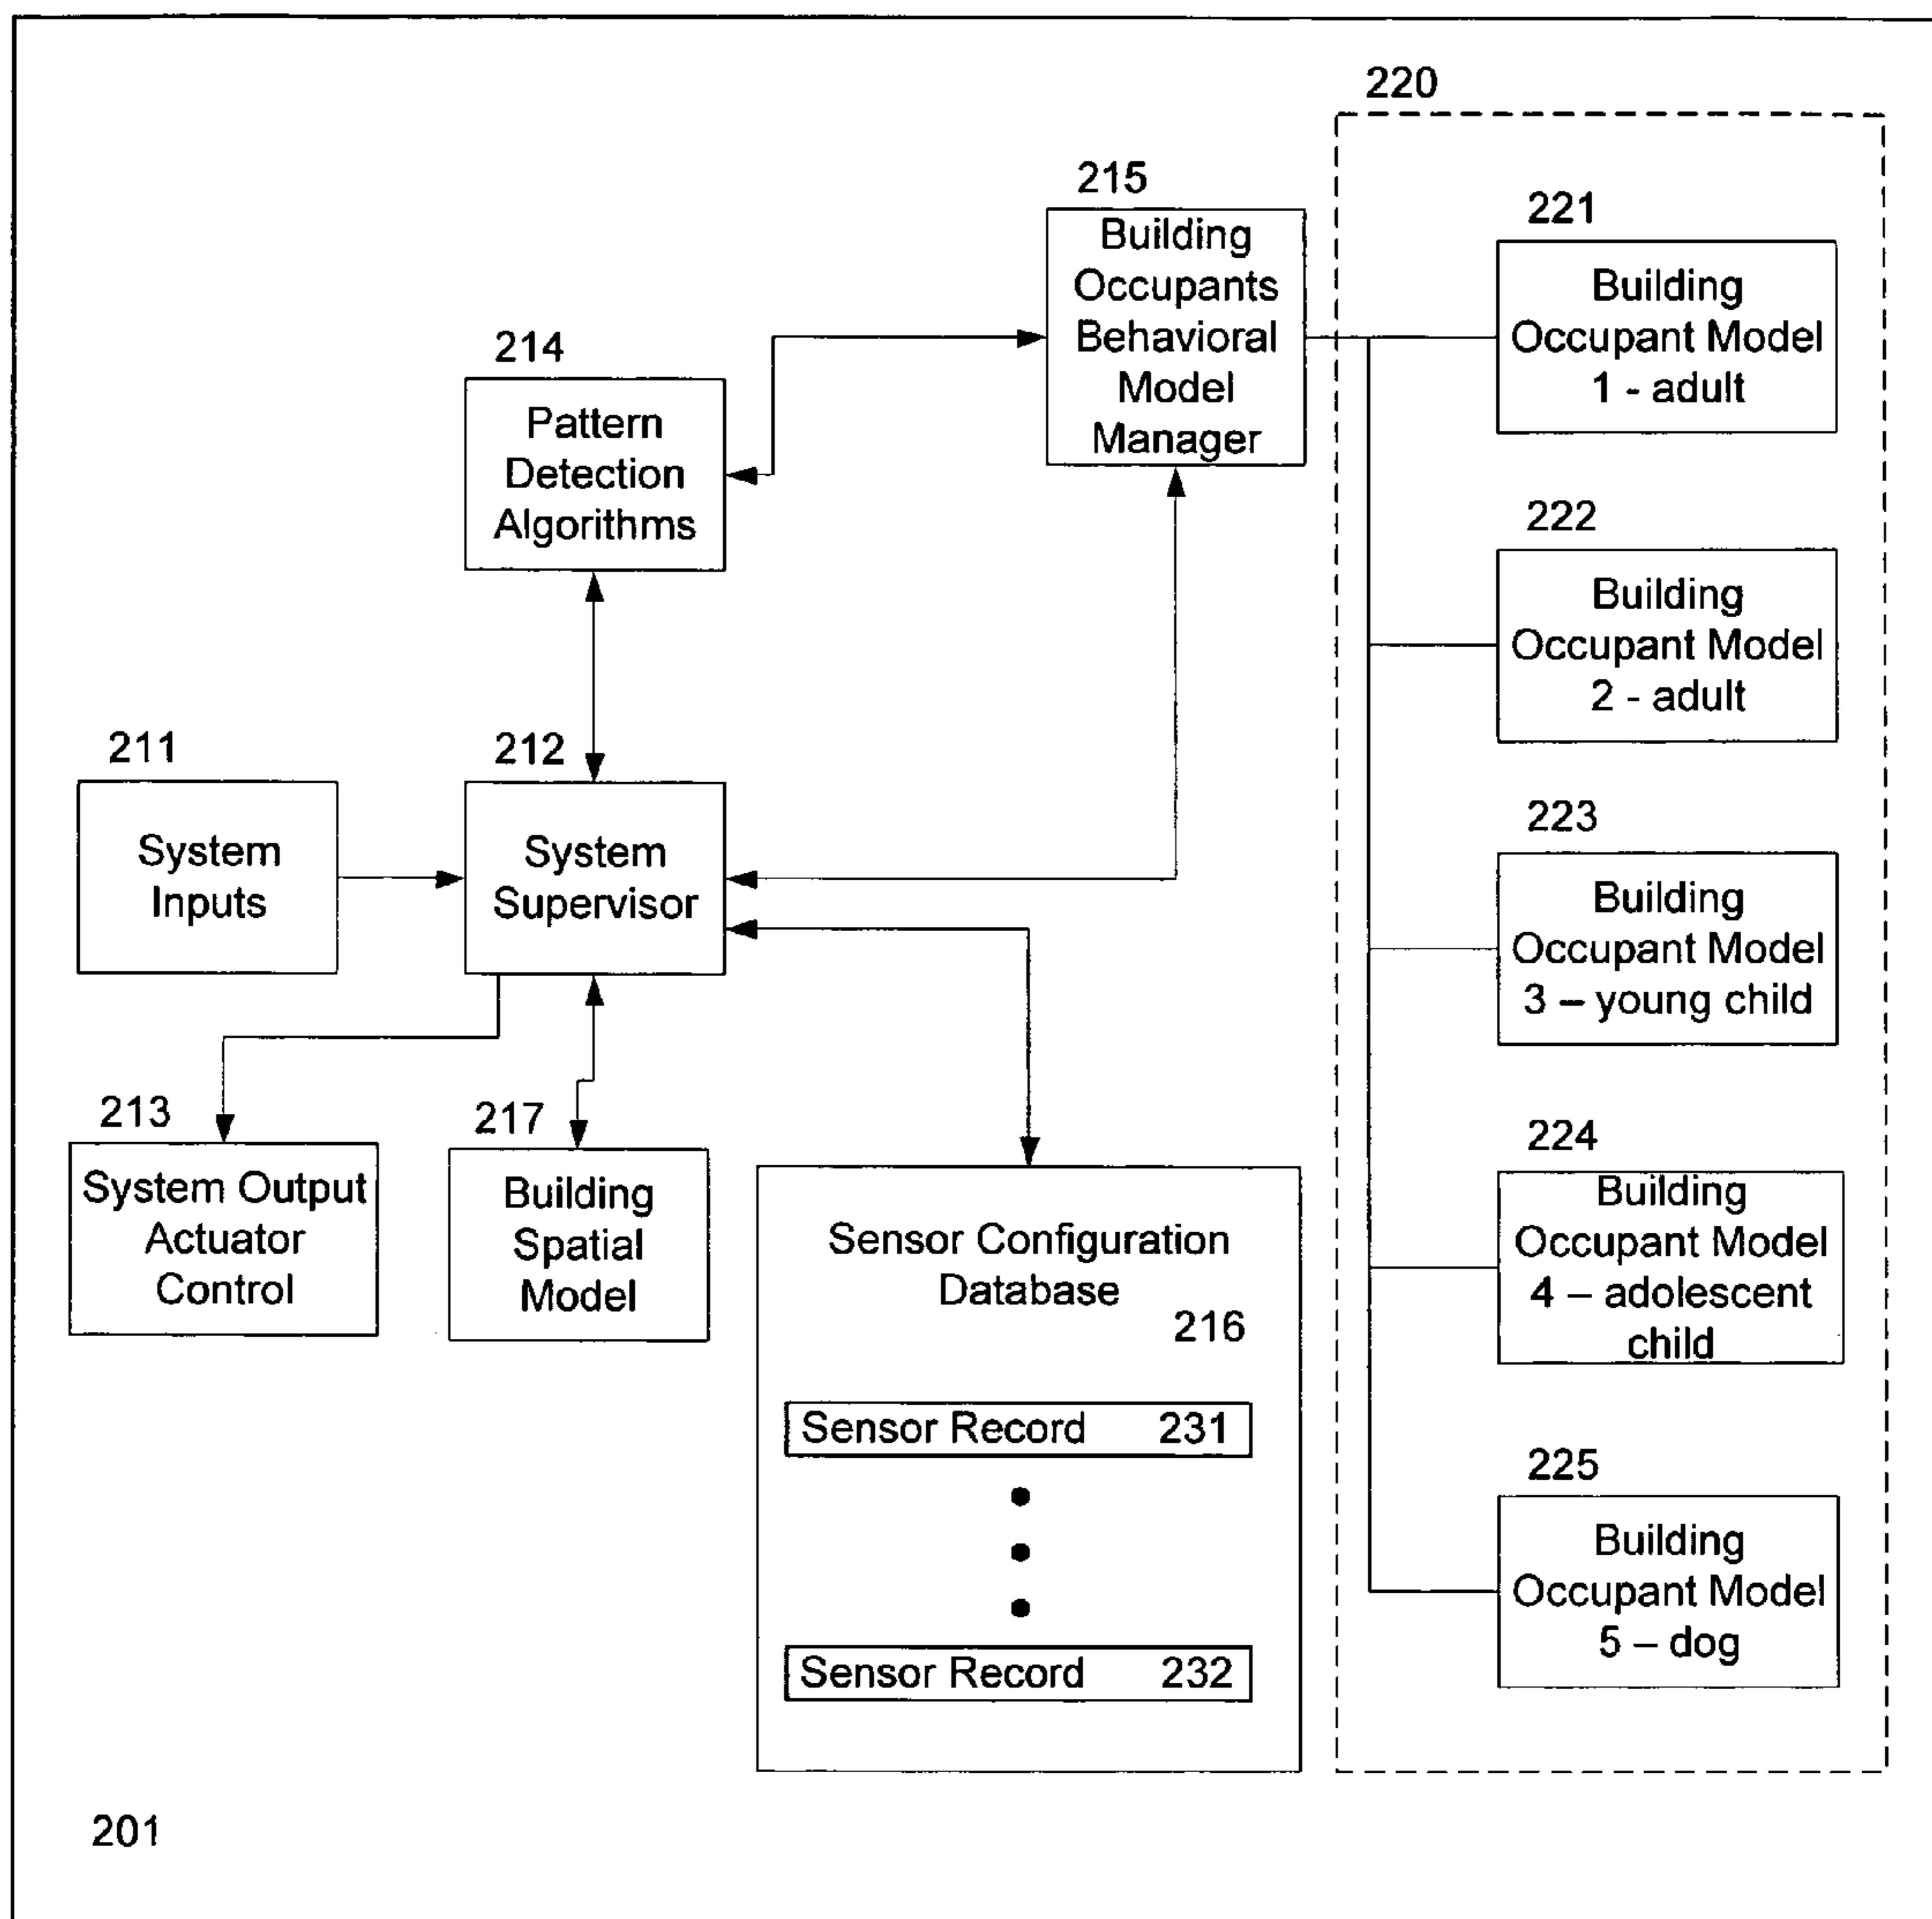 220
215
Building
Occupants
Behavioral
Model
Manager
221
Building
Occupant Model
1 - adult
214
Pattern
Detection
Algorithms
222
Building
Occupant Model
2 - adult
211
System
Inputs
212
System
Supervisor
223
Building
Occupant Model
3 – young child
213
System Output
Actuator
Control
217
Building
Spatial
Model
Sensor Configuration
Database
216
Sensor Record 231
Sensor Record 232
224
Building
Occupant Model
4 – adolescent
child
225
Building
Occupant Model
5 – dog
201